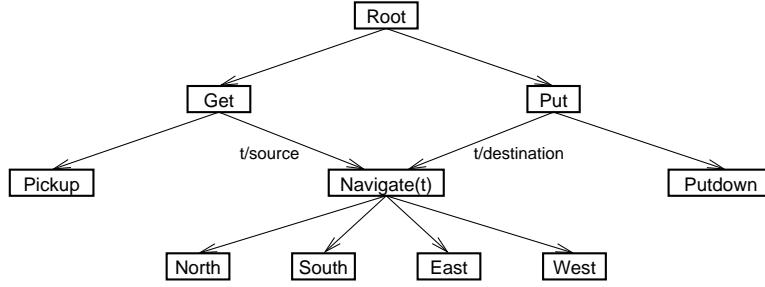 Root
Get
Put
t/source
t/destination
Pickup
Navigate(t)
Putdown
North
South
East
West